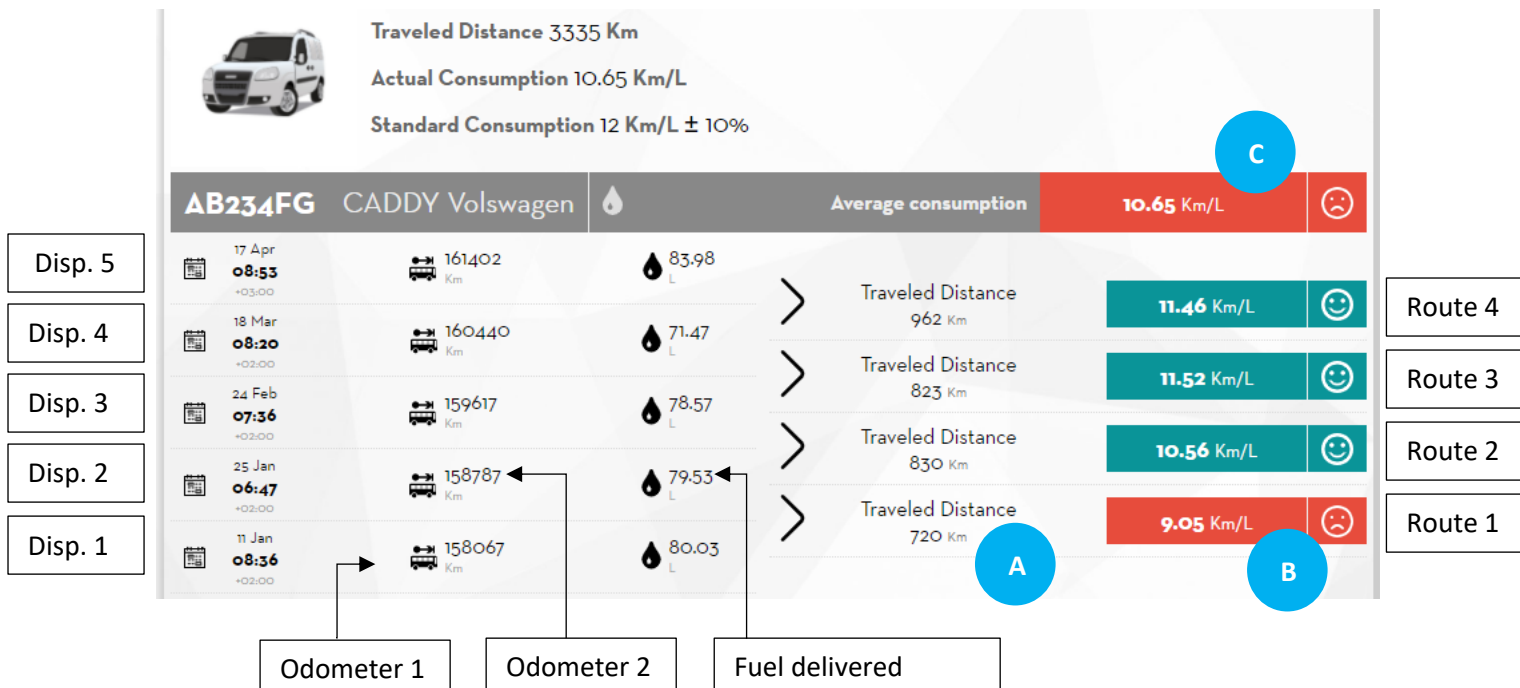 Traveled Distance 3335 Km
Actual Consumption 10.65 Km/L
Standard Consumption 12 Km/L ± 10%
C
AB234FG CADDY Volswagen Average consumption 10.65 Km/L
Disp. 5
17 Apr
08:53
+03:00
161402
Km
83.98
L
Traveled Distance
962 Km
11.46 Km/L
Route 4
Disp. 4
18 Mar
08:20
+02:00
160440
Km
71.47
L
Traveled Distance
823 Km
11.52 Km/L
Route 3
Disp. 3
24 Feb
07:36
+02:00
159617
Km
78.57
L
Traveled Distance
830 Km
10.56 Km/L
Route 2
Disp. 2
25 Jan
06:47
+02:00
158787
Km
79.53
L
Traveled Distance
720 Km
9.05 Km/L
Route 1
Disp. 1
11 Jan
08:36
+02:00
158067
Km
80.03
L
A
B
Odometer 1
Odometer 2
Fuel delivered